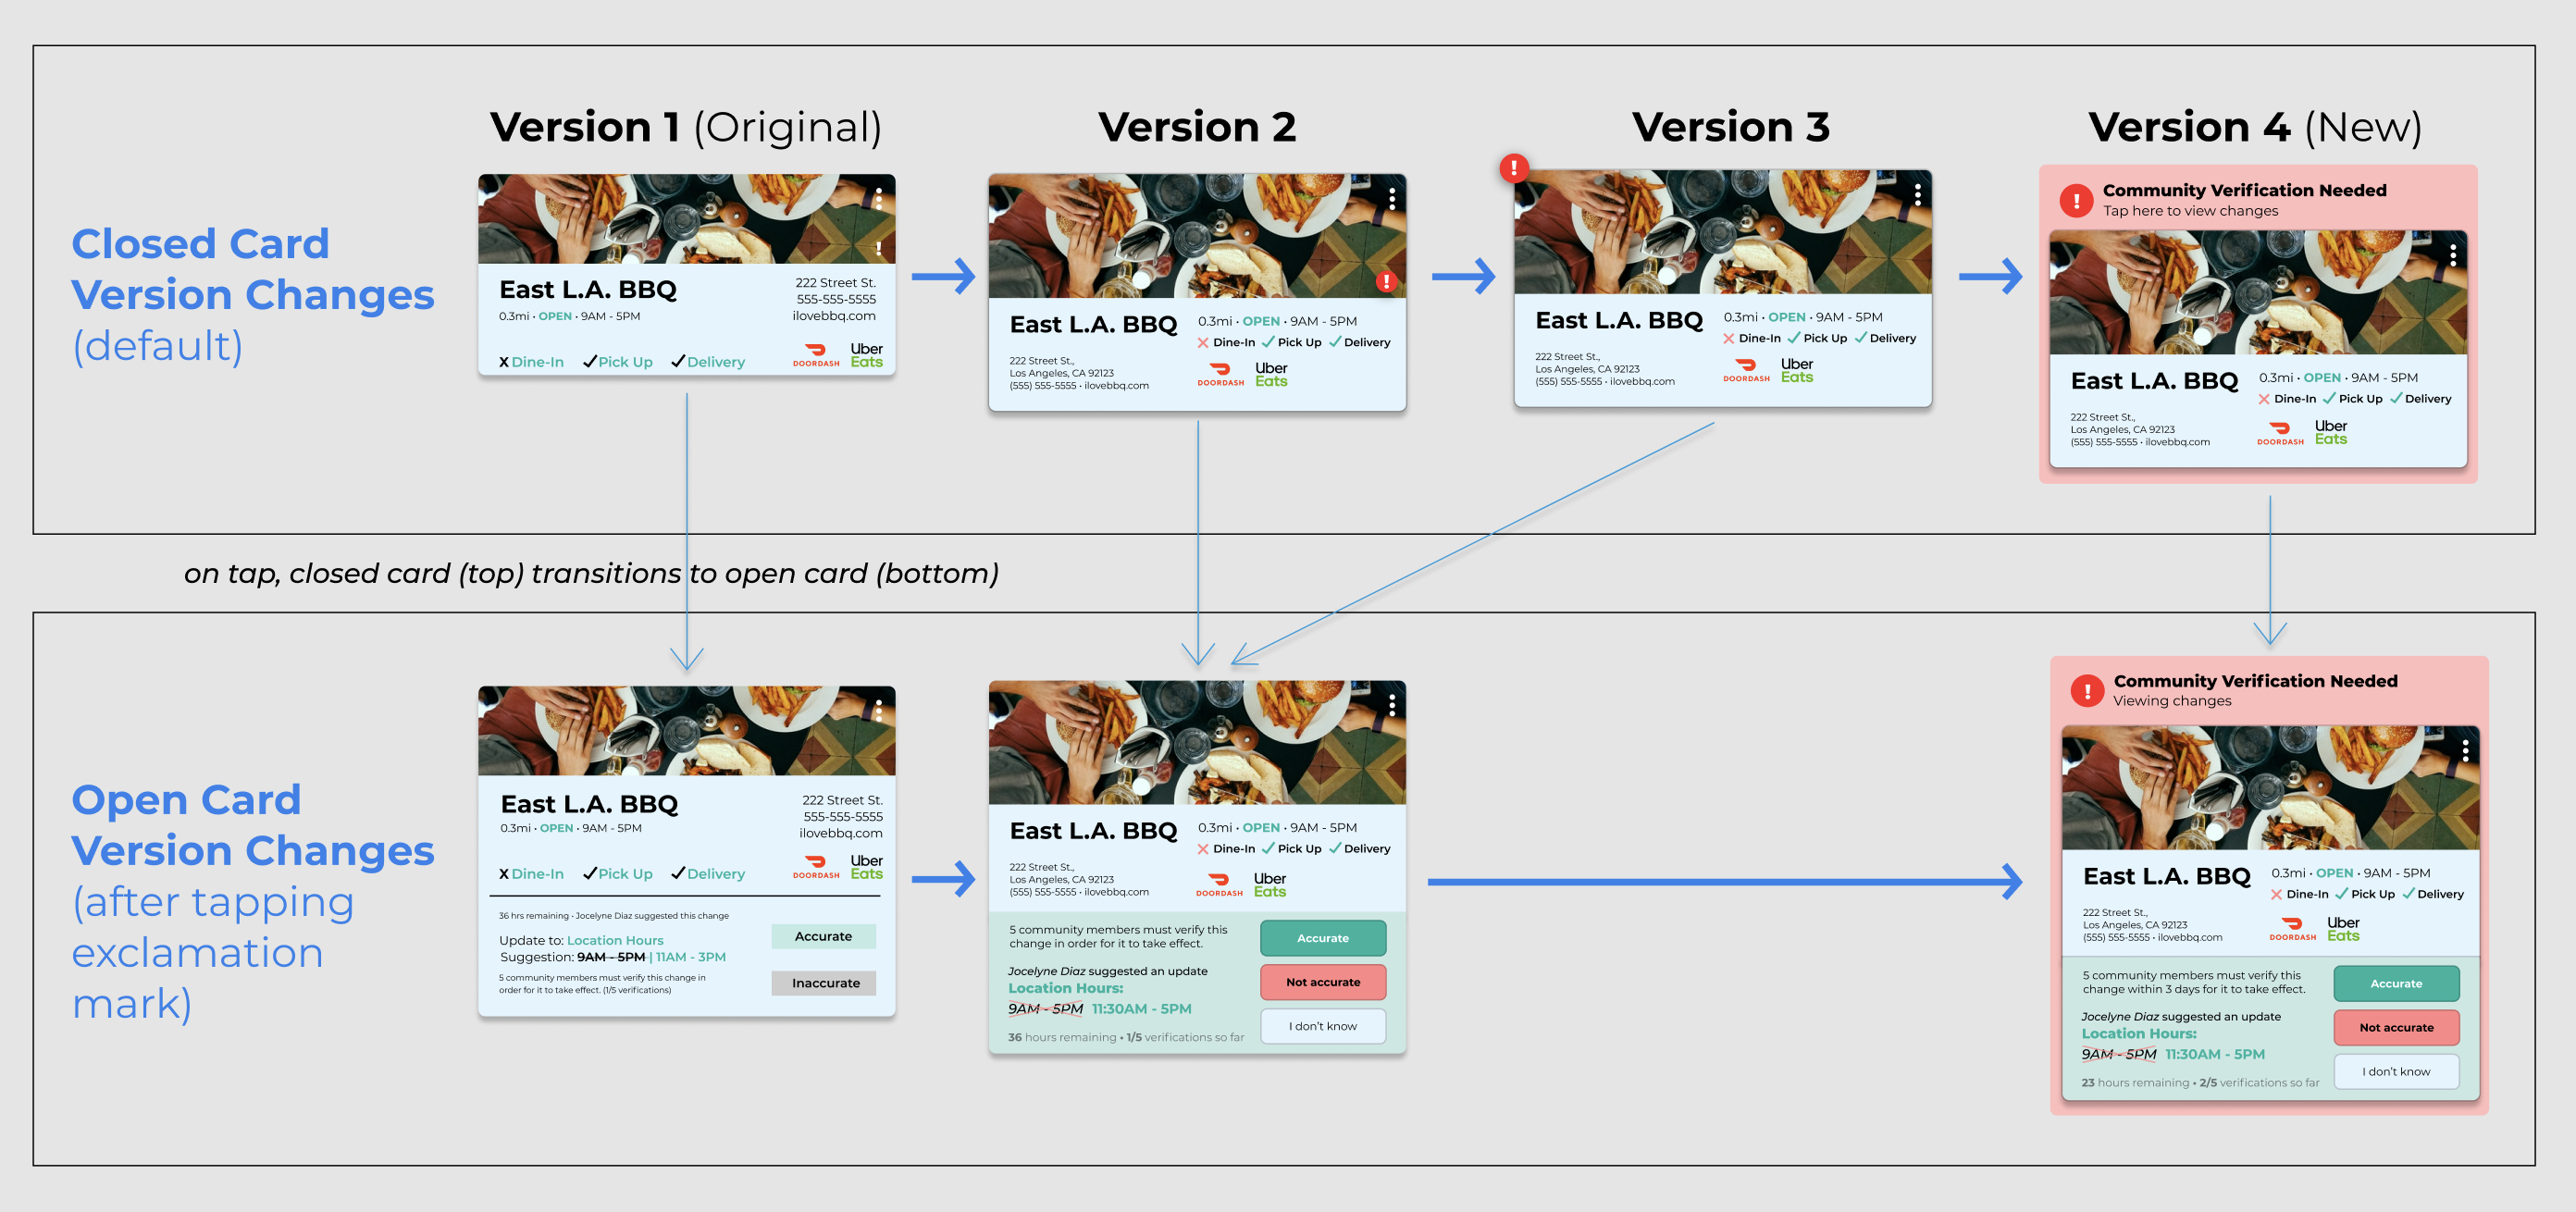 Version 1 (Original)
Version 2
Version 3
Version 4 (New)
Closed Card
Version Changes
(default)
!
East L.A. BBQ
0.3mi • OPEN • 9AM - 5PM
222 Street St.
555-555-5555
ilovebbq.com
X Dine-In ✓Pick Up ✓Delivery
DOORDASH
Uber
Eats
!
East L.A. BBQ
0.3mi • OPEN • 9AM - 5PM
✕ Dine-In ✓ Pick Up ✓ Delivery
222 Street St.,
Los Angeles, CA 92123
(555) 555-5555 • ilovebbq.com
DOORDASH
Uber
Eats
!
East L.A. BBQ
0.3mi • OPEN • 9AM - 5PM
✕ Dine-In ✓ Pick Up ✓ Delivery
222 Street St.,
Los Angeles, CA 92123
(555) 555-5555 • ilovebbq.com
DOORDASH
Uber
Eats
!
Community Verification Needed
Tap here to view changes
East L.A. BBQ
0.3mi • OPEN • 9AM - 5PM
✕ Dine-In ✓ Pick Up ✓ Delivery
222 Street St.,
Los Angeles, CA 92123
(555) 555-5555 • ilovebbq.com
DOORDASH
Uber
Eats
on tap, closed card (top) transitions to open card (bottom)
Open Card
Version Changes
(after tapping
exclamation
mark)
East L.A. BBQ
0.3mi • OPEN • 9AM - 5PM
222 Street St.
555-555-5555
ilovebbq.com
X Dine-In ✓Pick Up ✓Delivery
DOORDASH
Uber
Eats
36 hrs remaining • Jocelyne Diaz suggested this change
Update to: Location Hours
Suggestion: 9AM - 5PM | 11AM - 3PM
5 community members must verify this change in
order for it to take effect. (1/5 verifications)
Accurate
Inaccurate
East L.A. BBQ
0.3mi • OPEN • 9AM - 5PM
✕ Dine-In ✓ Pick Up ✓ Delivery
222 Street St.,
Los Angeles, CA 92123
(555) 555-5555 • ilovebbq.com
DOORDASH
Uber
Eats
5 community members must verify this
change in order for it to take effect.
Jocelyne Diaz suggested an update
Location Hours:
9AM - 5PM 11:30AM - 5PM
36 hours remaining • 1/5 verifications so far
Accurate
Not accurate
I don't know
!
Community Verification Needed
Viewing changes
East L.A. BBQ
0.3mi • OPEN • 9AM - 5PM
✕ Dine-In ✓ Pick Up ✓ Delivery
222 Street St.,
Los Angeles, CA 92123
(555) 555-5555 • ilovebbq.com
DOORDASH
Uber
Eats
5 community members must verify this
change within 3 days for it to take effect.
Jocelyne Diaz suggested an update
Location Hours:
9AM - 5PM 11:30AM - 5PM
23 hours remaining • 2/5 verifications so far
Accurate
Not accurate
I don't know